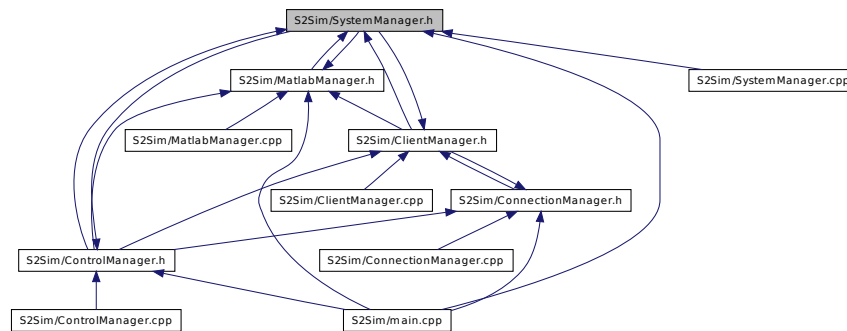 S2Sim/SystemManager.h
S2Sim/MatlabManager.h
S2Sim/SystemManager.cpp
S2Sim/MatlabManager.cpp
S2Sim/ClientManager.h
S2Sim/ClientManager.cpp
S2Sim/ConnectionManager.h
S2Sim/ControlManager.h
S2Sim/ConnectionManager.cpp
S2Sim/ControlManager.cpp
S2Sim/main.cpp